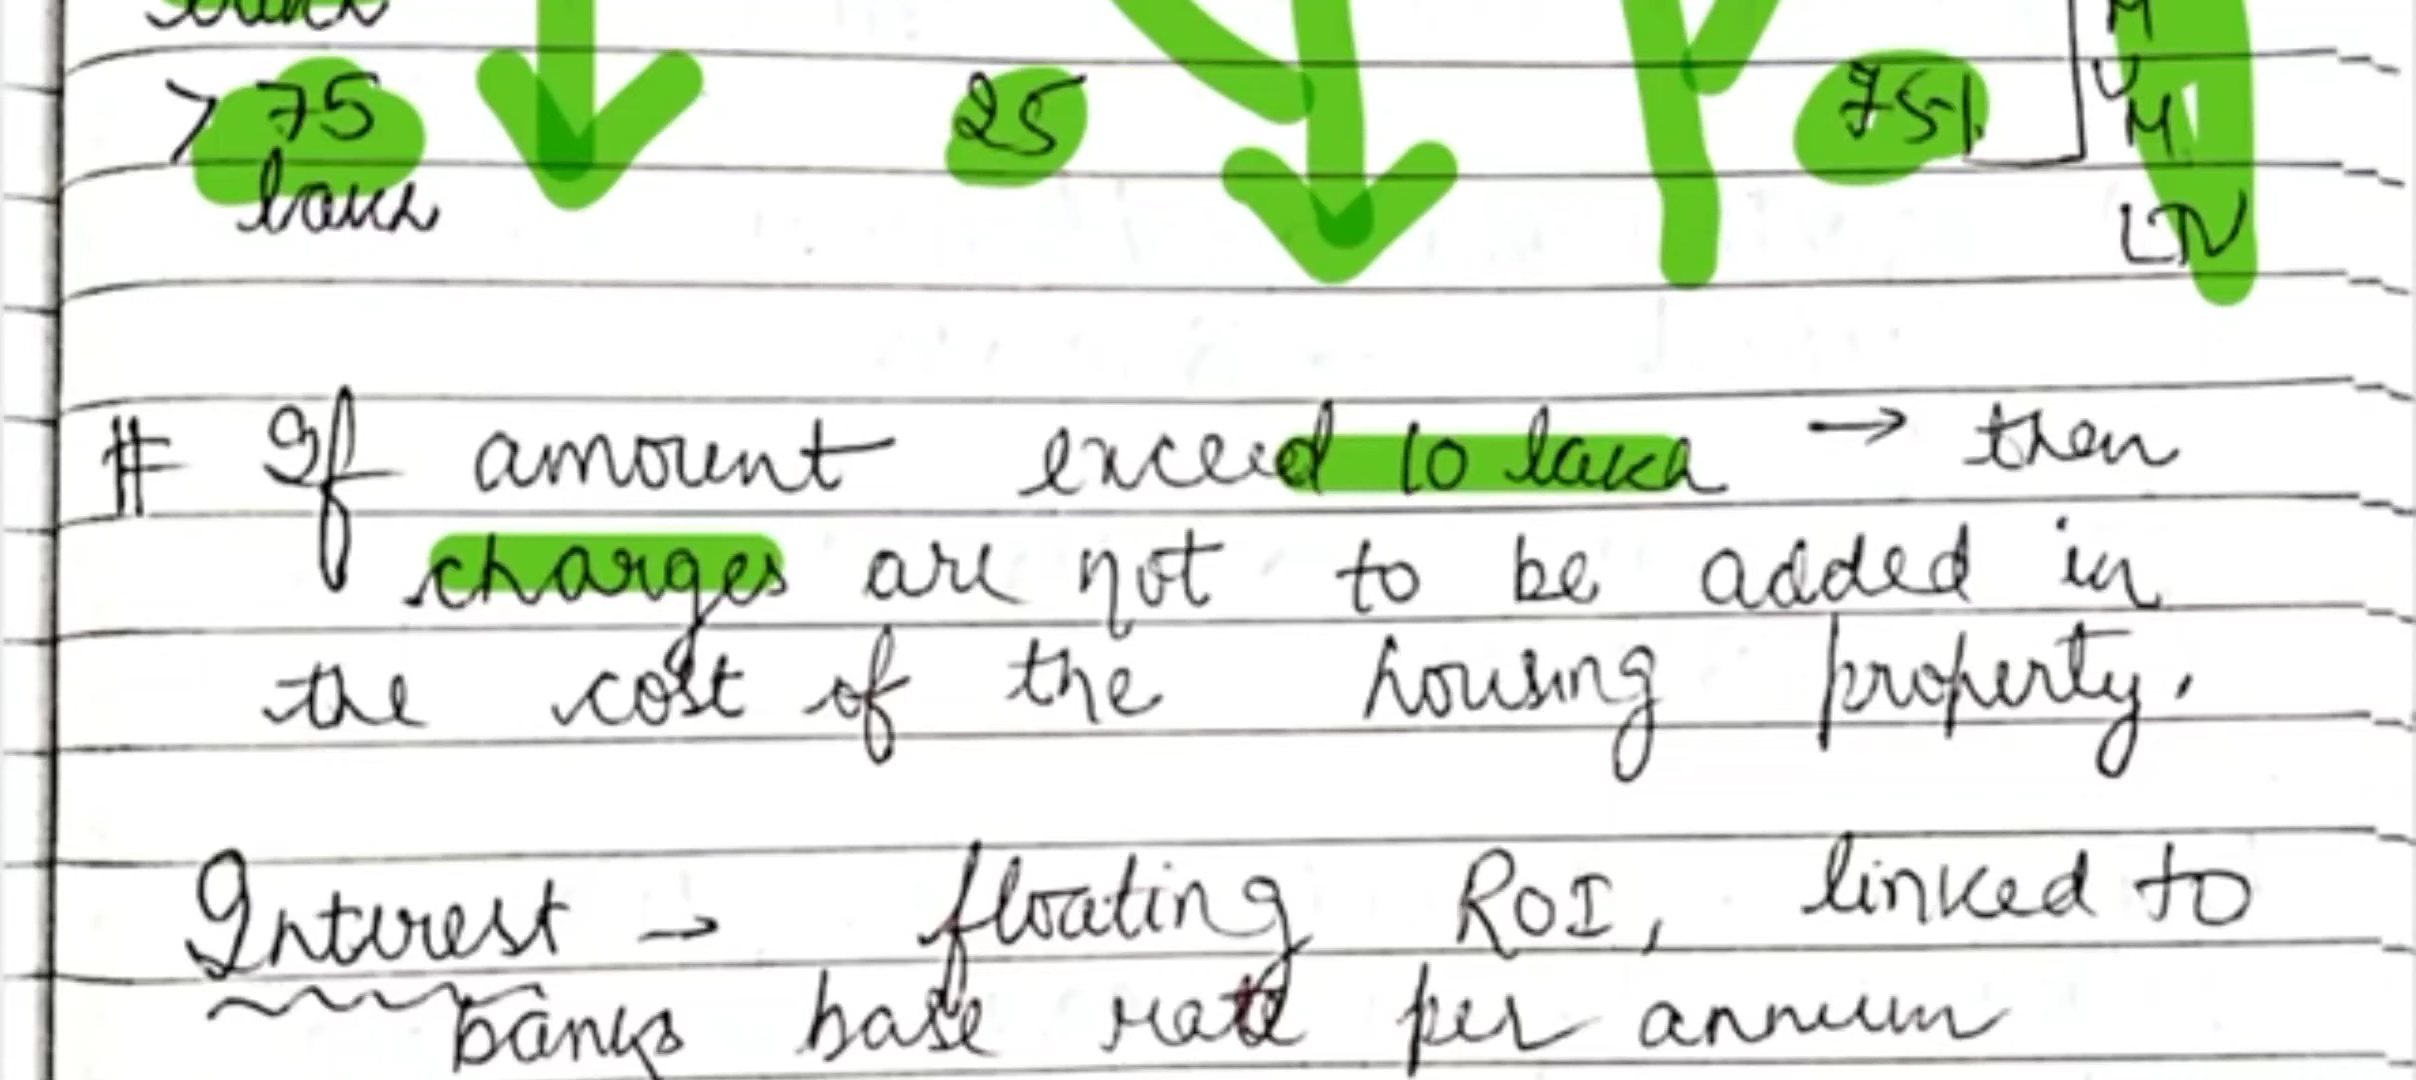 > 75 25 75%
lakh
M
U
M
LTV
# If amount exceed 10 lakh → then
charges are not to be added in
the cost of the housing property.
Interest → floating ROI, linked to
banks base rate per annum